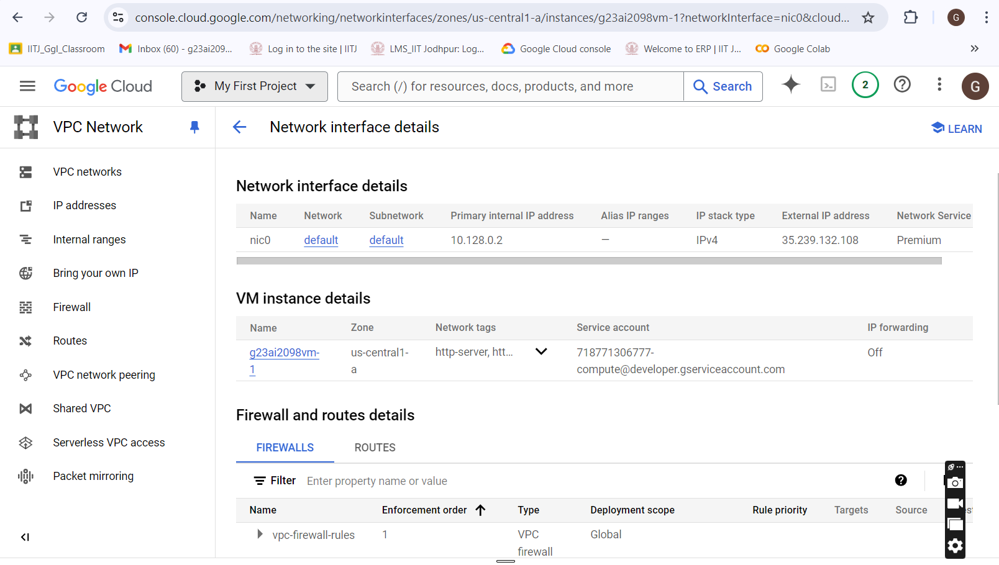 console.cloud.google.com/networking/networkinterfaces/zones/us-central1-a/instances/g23ai2098vm-1?networkInterface=nic0&cloud...
G
IITJ_Ggl_Classroom
Inbox (60) - g23ai209...
Log in to the site | IITJ
LMS_IIT Jodhpur: Log...
Google Cloud console
Welcome to ERP | IIT J...
Google Colab
Google Cloud
My First Project
Search (/) for resources, docs, products, and more
Search
2
G
VPC Network
Network interface details
LEARN
VPC networks
IP addresses
Internal ranges
Bring your own IP
Firewall
Routes
VPC network peering
Shared VPC
Serverless VPC access
Packet mirroring
Network interface details
Name Network Subnetwork Primary internal IP address Alias IP ranges IP stack type External IP address Network Service
nic0 default default 10.128.0.2 — IPv4 35.239.132.108 Premium
VM instance details
Name Zone Network tags Service account IP forwarding
g23ai2098vm- us-central1- http-server, htt... 718771306777- Off
1 a compute@developer.gserviceaccount.com
Firewall and routes details
FIREWALLS ROUTES
Filter Enter property name or value
Name Enforcement order Type Deployment scope Rule priority Targets Source
vpc-firewall-rules 1 VPC Global
firewall